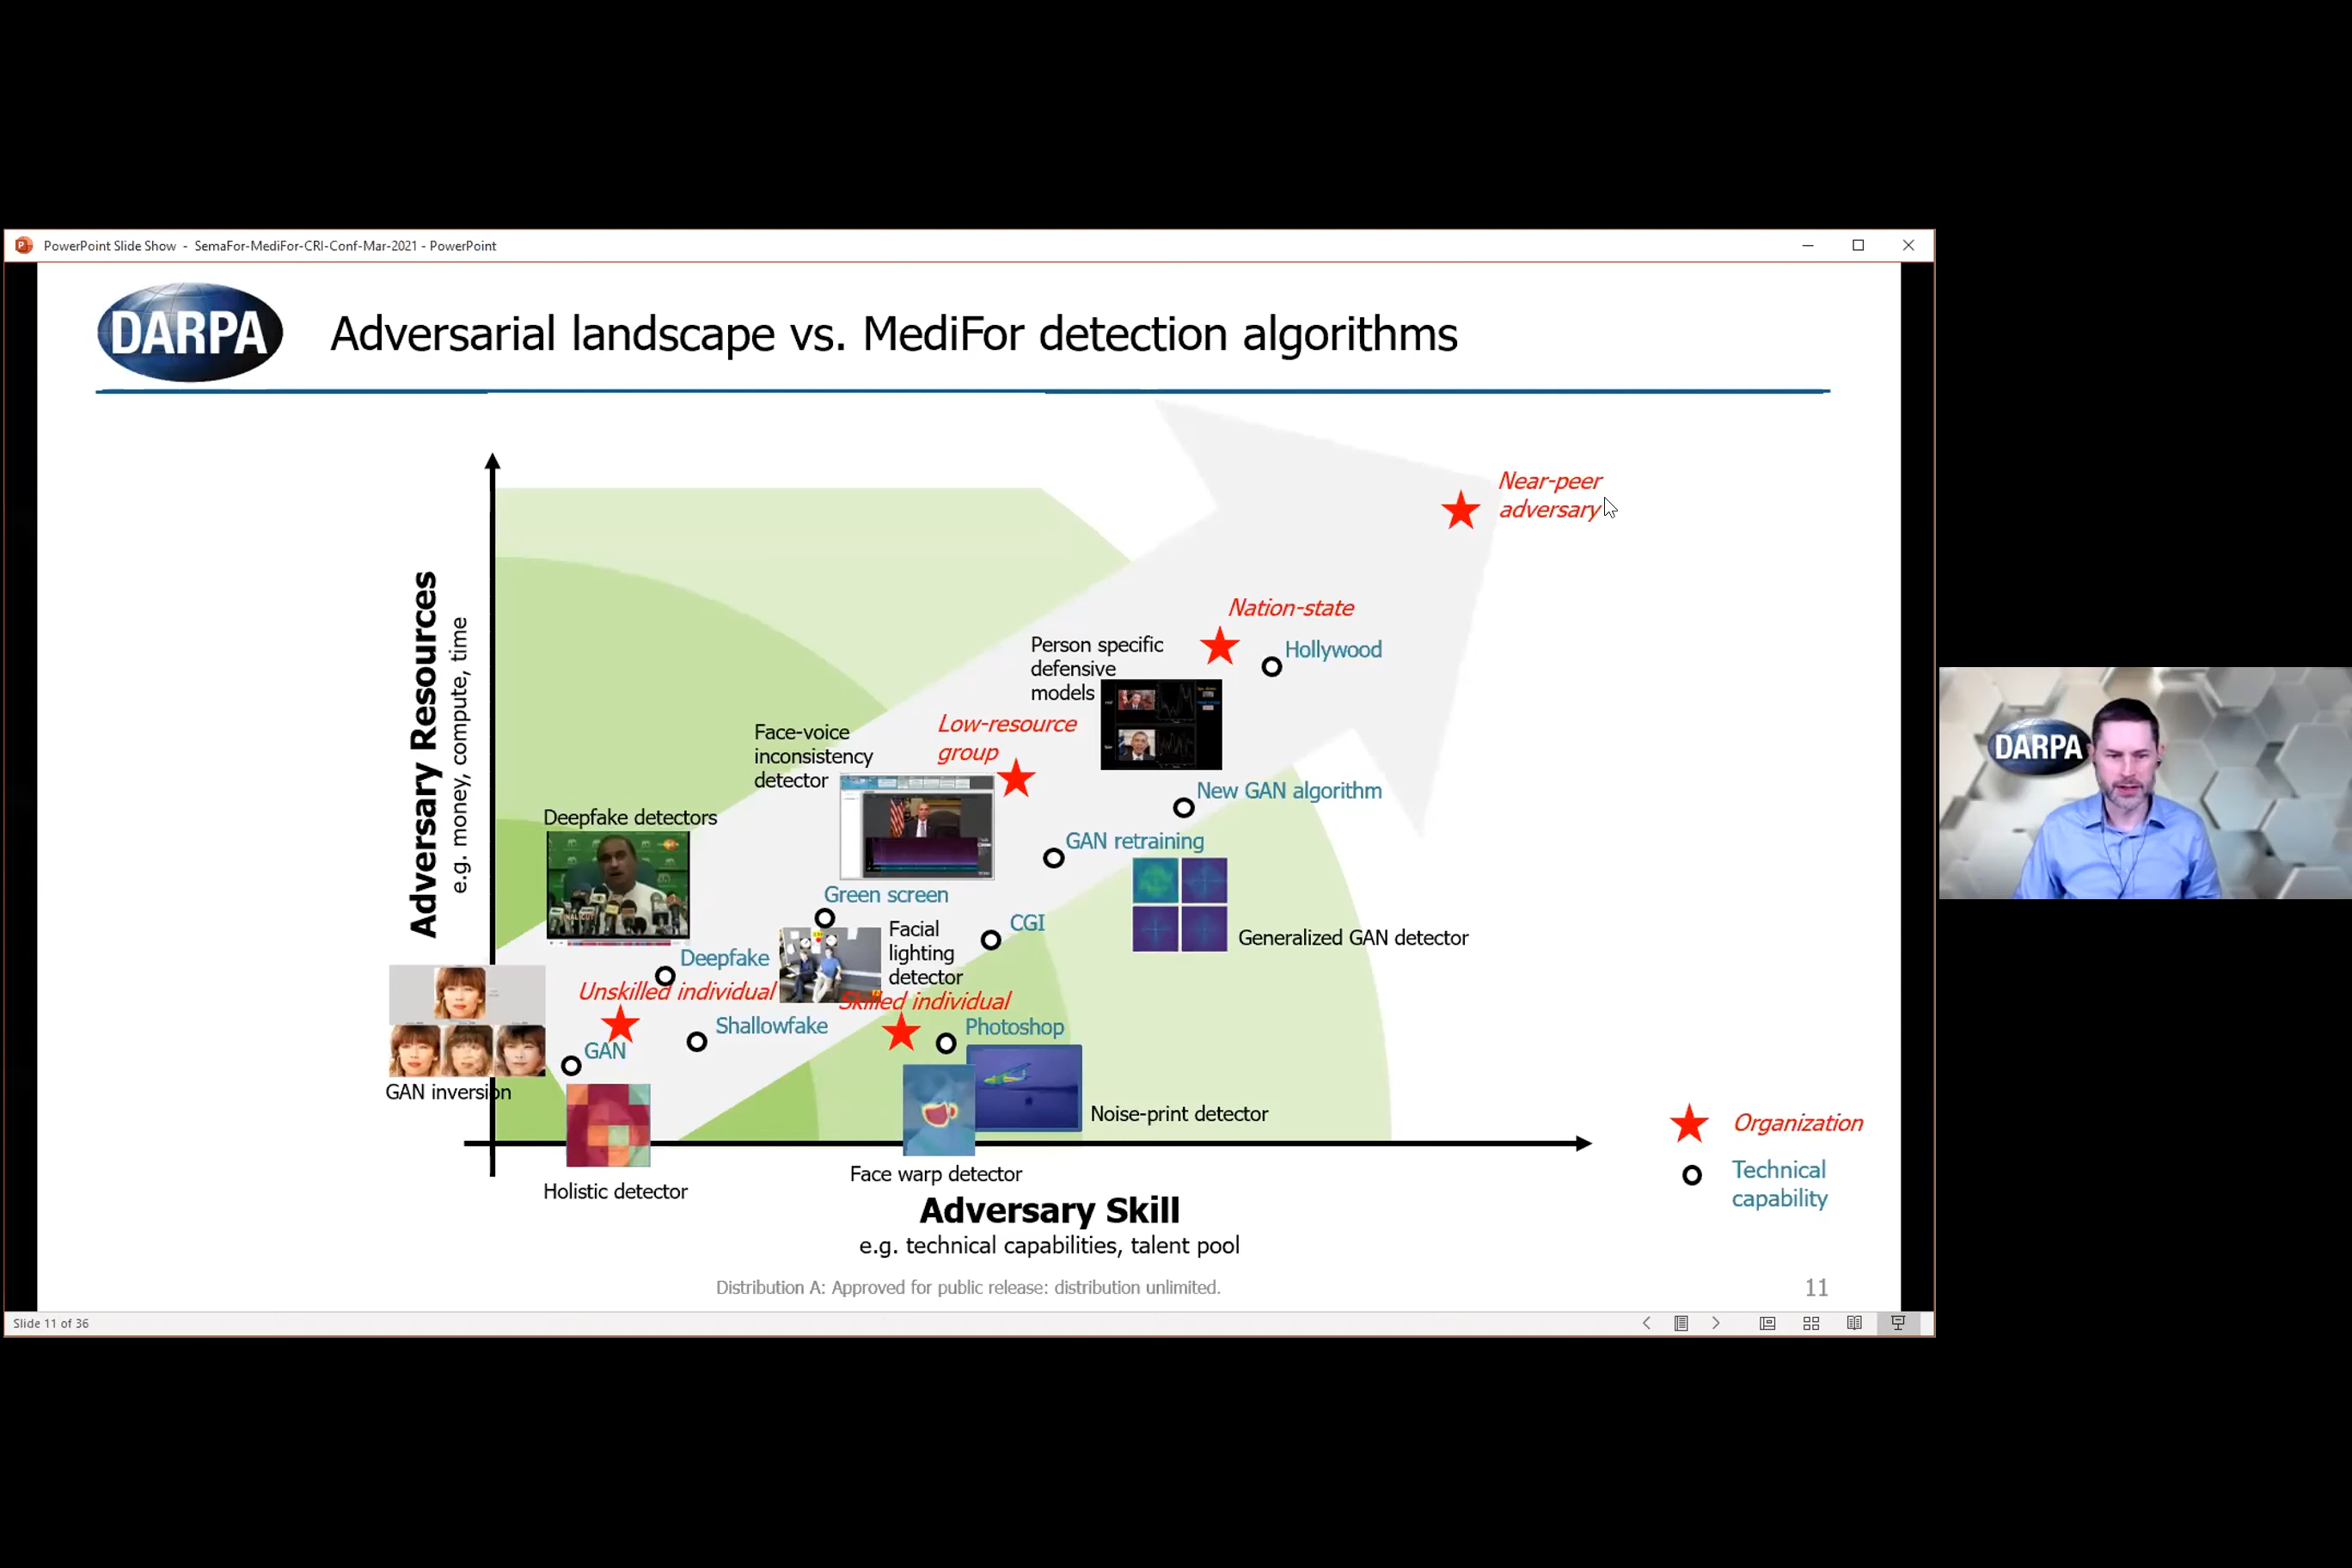 PowerPoint Slide Show - SemaFor-MediFor-CRI-Conf-Mar-2021 - PowerPoint
DARPA
Adversarial landscape vs. MediFor detection algorithms
Near-peer
adversary
Nation-state
Hollywood
Person specific
defensive
models
Low-resource
group
Face-voice
inconsistency
detector
New GAN algorithm
GAN retraining
Deepfake detectors
Green screen
CGI
Facial
lighting
detector
Generalized GAN detector
Deepfake
Unskilled individual
Skilled individual
Shallowfake
Photoshop
GAN
GAN inversion
Noise-print detector
Face warp detector
Holistic detector
Adversary Resources
e.g. money, compute, time
Adversary Skill
e.g. technical capabilities, talent pool
Organization
Technical
capability
Distribution A: Approved for public release: distribution unlimited.
11
Slide 11 of 36
DARPA